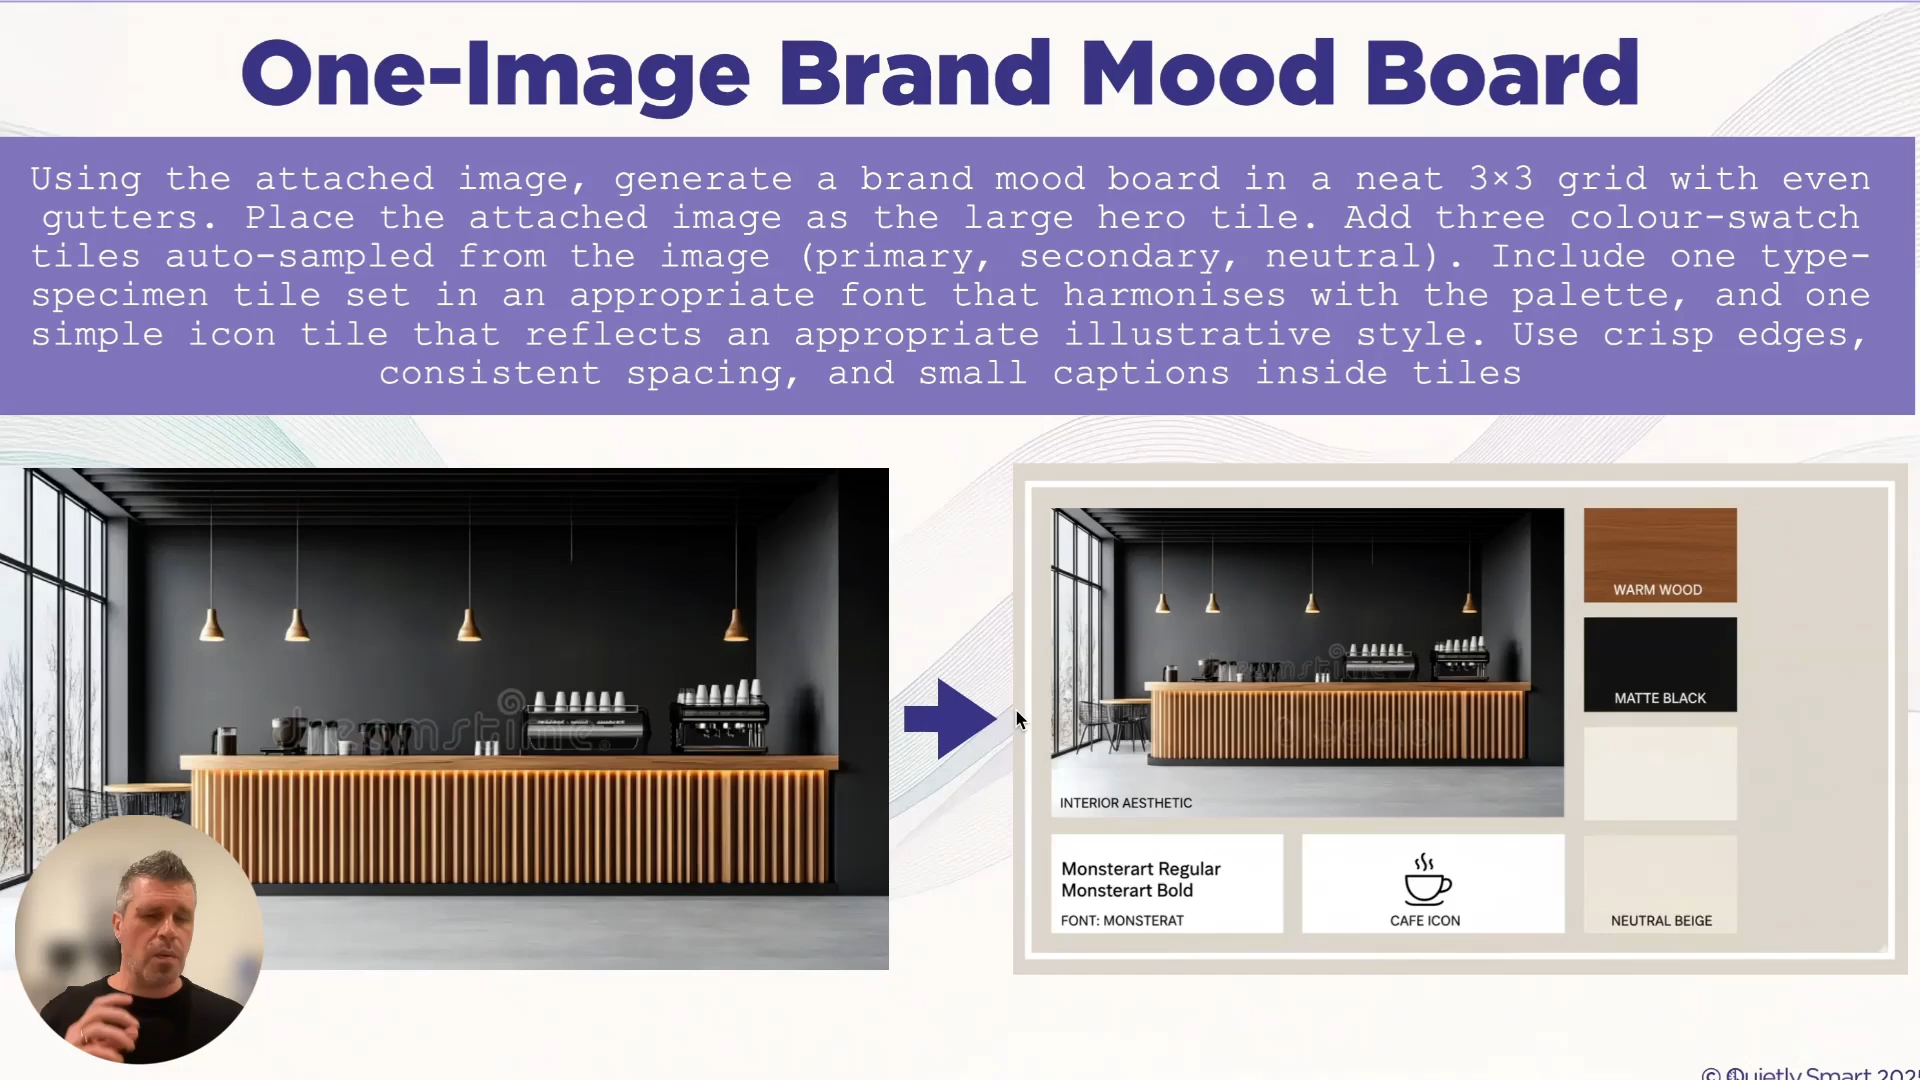 One-Image Brand Mood Board
Using the attached image, generate a brand mood board in a neat 3×3 grid with even
gutters. Place the attached image as the large hero tile. Add three colour-swatch
tiles auto-sampled from the image (primary, secondary, neutral). Include one type-
specimen tile set in an appropriate font that harmonises with the palette, and one
simple icon tile that reflects an appropriate illustrative style. Use crisp edges,
consistent spacing, and small captions inside tiles
dreamstime
WARM WOOD
MATTE BLACK
INTERIOR AESTHETIC
Monsterart Regular
Monsterart Bold
FONT: MONSTERAT
CAFE ICON
NEUTRAL BEIGE
© Quietly Smart 2025